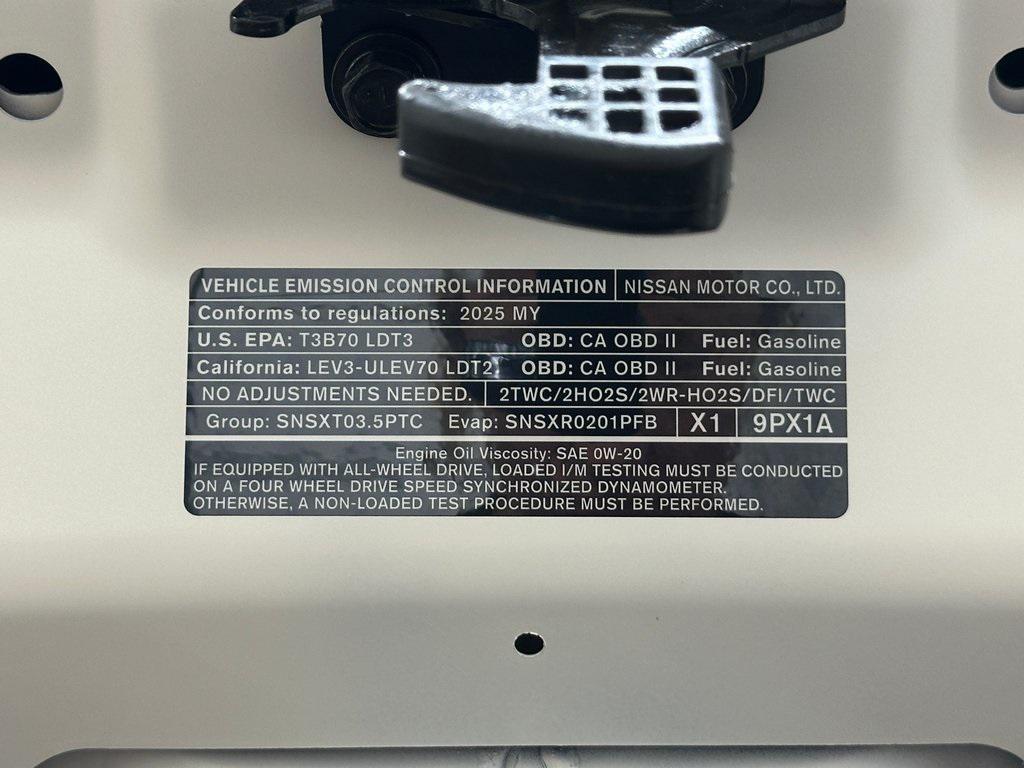 VEHICLE EMISSION CONTROL INFORMATION NISSAN MOTOR CO., LTD.
Conforms to regulations: 2025 MY
U.S. EPA: T3B70 LDT3 OBD: CA OBD II Fuel: Gasoline
California: LEV3-ULEV70 LDT2 OBD: CA OBD II Fuel: Gasoline
NO ADJUSTMENTS NEEDED. 2TWC/2HO2S/2WR-HO2S/DFI/TWC
Group: SNSXT03.5PTC Evap: SNSXR0201PFB X1 9PX1A
Engine Oil Viscosity: SAE 0W-20
IF EQUIPPED WITH ALL-WHEEL DRIVE, LOADED I/M TESTING MUST BE CONDUCTED
ON A FOUR WHEEL DRIVE SPEED SYNCHRONIZED DYNAMOMETER.
OTHERWISE, A NON-LOADED TEST PROCEDURE MUST BE PERFORMED.